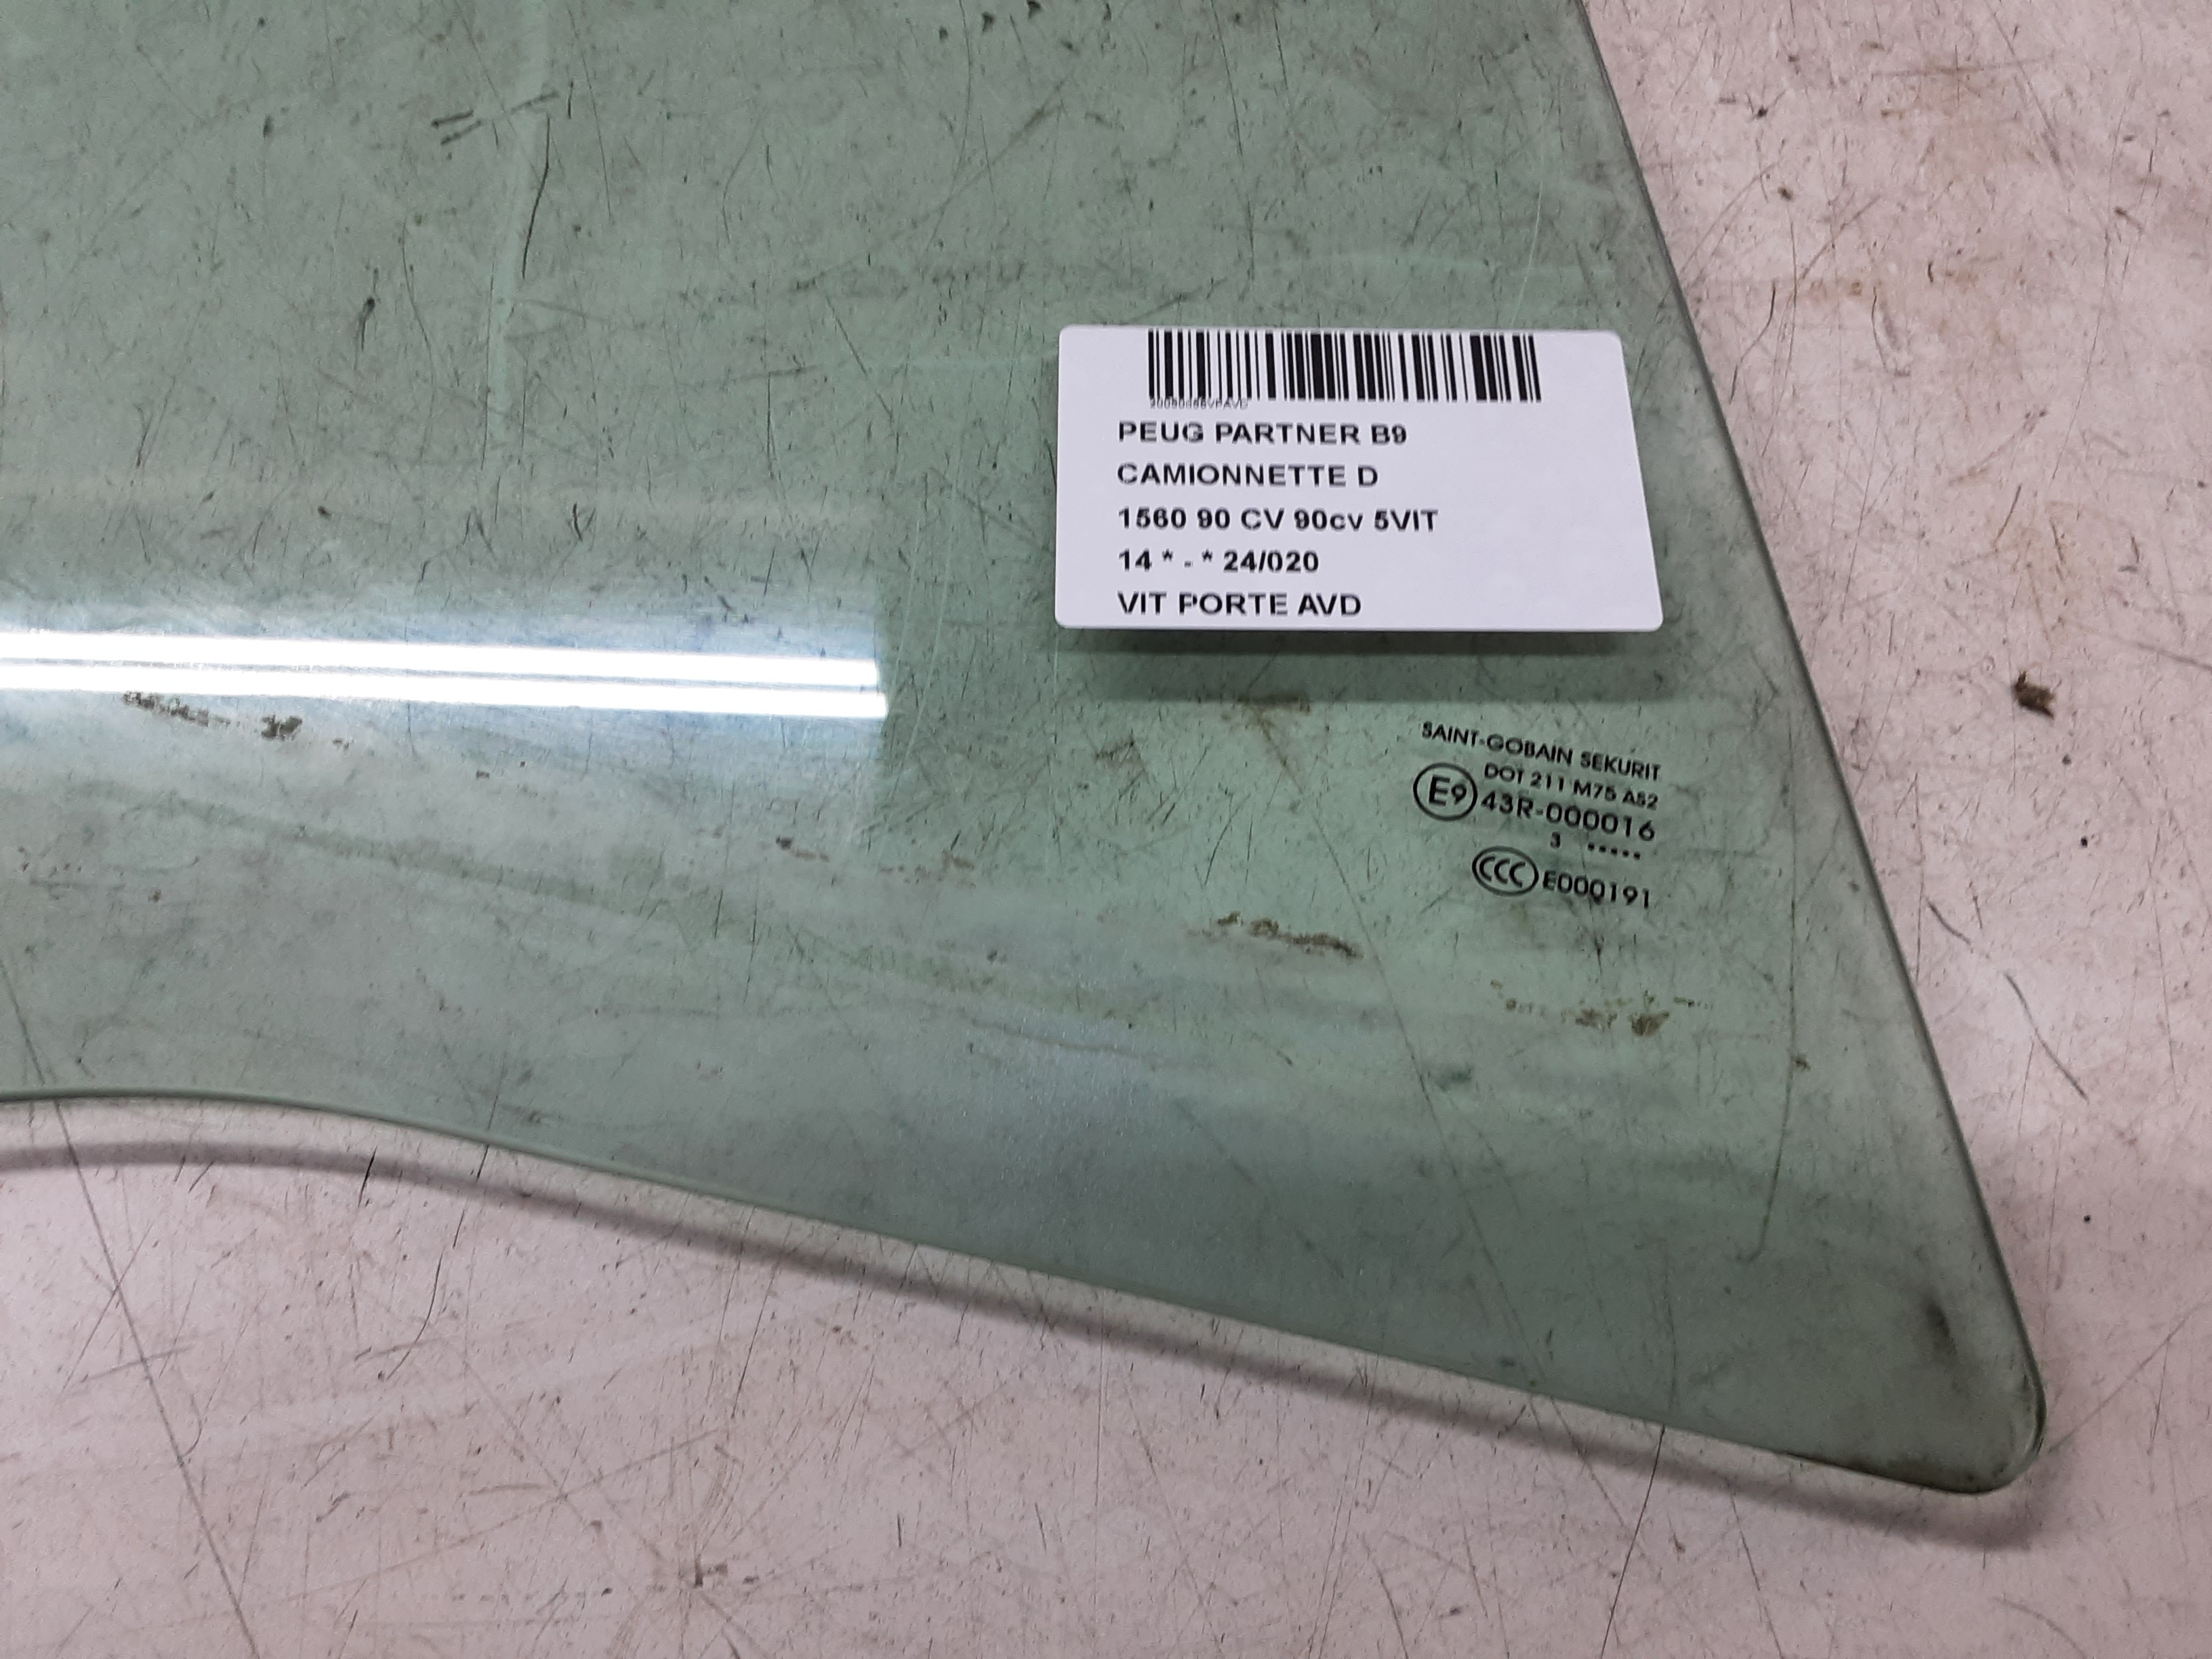 PEUG PARTNER B9
CAMIONNETTE D
1560 90 CV 90cv 5VIT
14 * - * 24/020
VIT PORTE AVD
SAINT-GOBAIN SEKURIT
DOT 211 M75 AS2
E9 43R-000016
3 •••••
CCC E000191